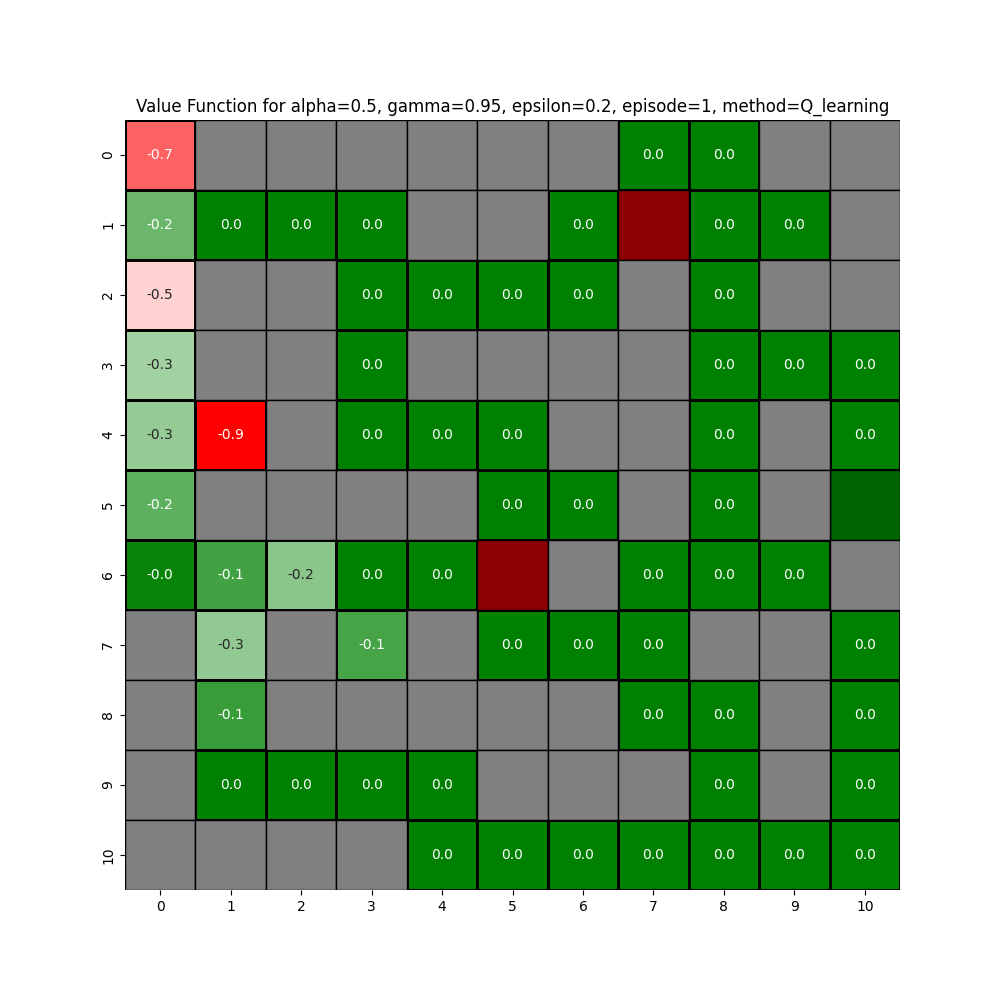 Value Function for alpha=0.5, gamma=0.95, epsilon=0.2, episode=1, method=Q_learning
0 -0.7 0.0 0.0
1 -0.2 0.0 0.0 0.0 0.0 0.0 0.0
2 -0.5 0.0 0.0 0.0 0.0 0.0
3 -0.3 0.0 0.0 0.0 0.0
4 -0.3 -0.9 0.0 0.0 0.0 0.0 0.0
5 -0.2 0.0 0.0 0.0
6 -0.0 -0.1 -0.2 0.0 0.0 0.0 0.0 0.0
7 -0.3 -0.1 0.0 0.0 0.0 0.0
8 -0.1 0.0 0.0 0.0
9 0.0 0.0 0.0 0.0 0.0 0.0
10 0.0 0.0 0.0 0.0 0.0 0.0 0.0
0 1 2 3 4 5 6 7 8 9 10